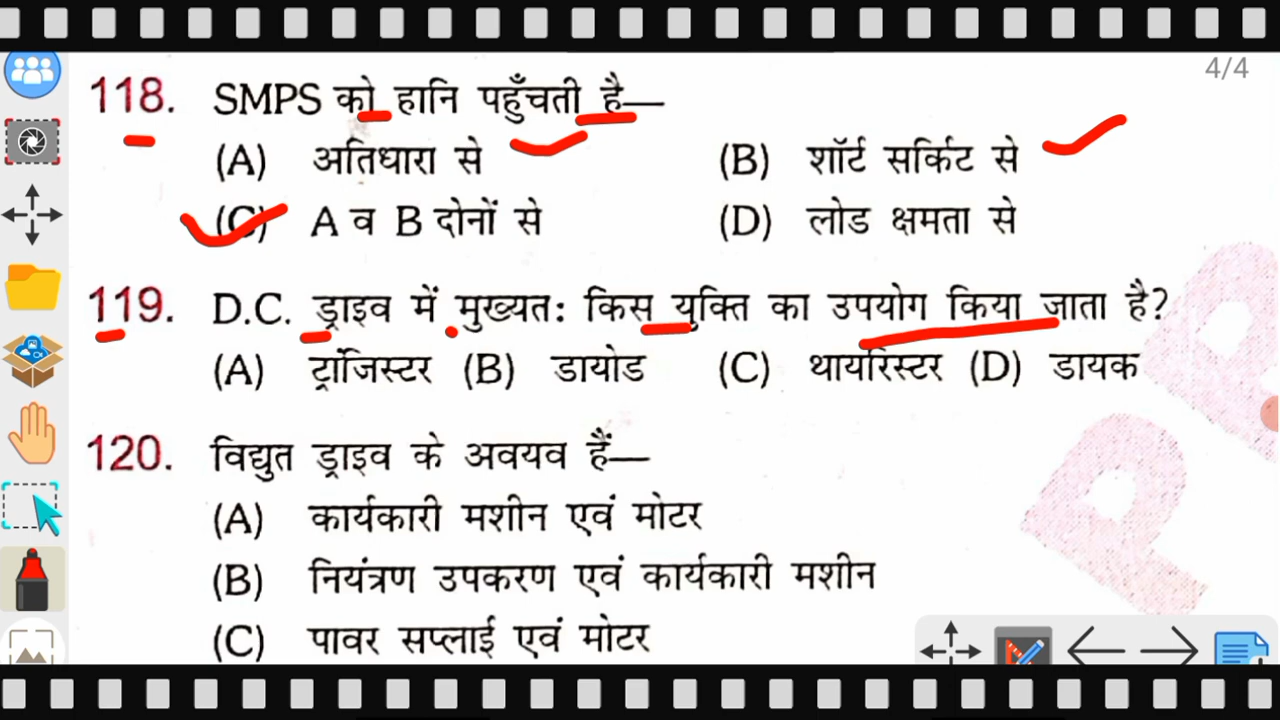 4/4
118. SMPS को हानि पहुँचती है—
(A) अतिधारा से (B) शॉर्ट सर्किट से
(C) A व B दोनों से (D) लोड क्षमता से
119. D.C. ड्राइव में मुख्यत: किस युक्ति का उपयोग किया जाता है?
(A) ट्रांजिस्टर (B) डायोड (C) थायरिस्टर (D) डायक
120. विद्युत ड्राइव के अवयव हैं—
(A) कार्यकारी मशीन एवं मोटर
(B) नियंत्रण उपकरण एवं कार्यकारी मशीन
(C) पावर सप्लाई एवं मोटर